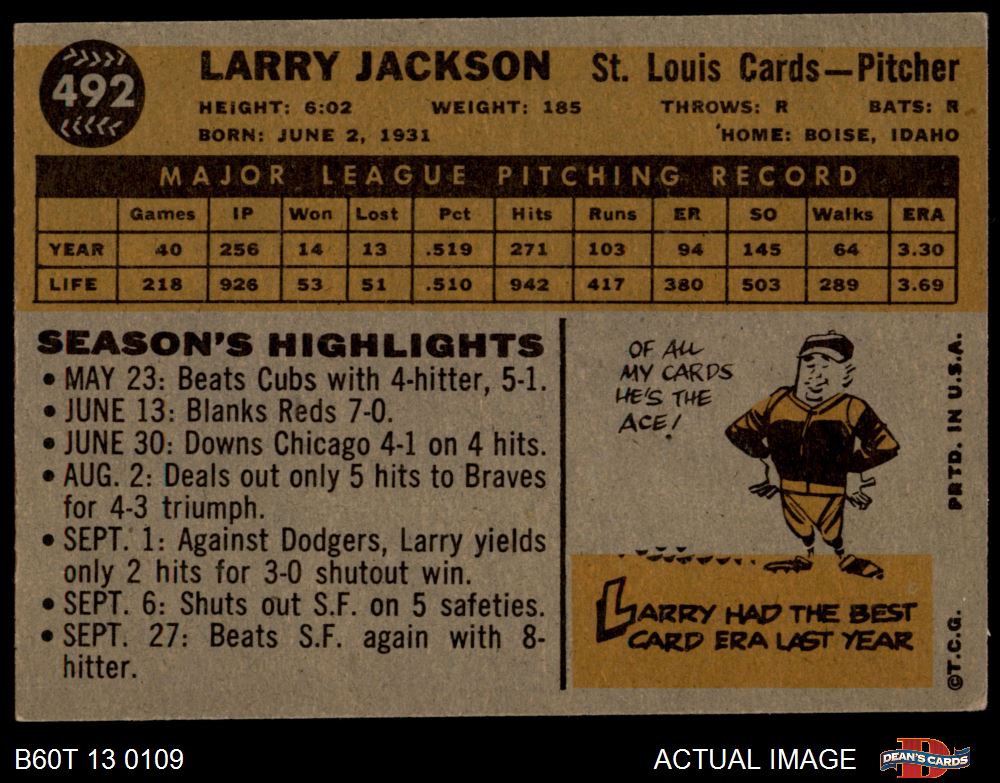 492
LARRY JACKSON St. Louis Cards—Pitcher
HEIGHT: 6:02 WEIGHT: 185 THROWS: R BATS: R
BORN: JUNE 2, 1931 HOME: BOISE, IDAHO
MAJOR LEAGUE PITCHING RECORD
Games IP Won Lost Pct Hits Runs ER SO Walks ERA
YEAR 40 256 14 13 .519 271 103 94 145 64 3.30
LIFE 218 926 53 51 .510 942 417 380 503 289 3.69
SEASON'S HIGHLIGHTS
• MAY 23: Beats Cubs with 4-hitter, 5-1.
• JUNE 13: Blanks Reds 7-0.
• JUNE 30: Downs Chicago 4-1 on 4 hits.
• AUG. 2: Deals out only 5 hits to Braves
for 4-3 triumph.
• SEPT. 1: Against Dodgers, Larry yields
only 2 hits for 3-0 shutout win.
• SEPT. 6: Shuts out S.F. on 5 safeties.
• SEPT. 27: Beats S.F. again with 8-
hitter.
OF ALL
MY CARDS
HE'S THE
ACE!
LARRY HAD THE BEST
CARD ERA LAST YEAR
©T.C.G. PRTD. IN U.S.A.
B60T 13 0109 ACTUAL IMAGE DEAN'S CARDS